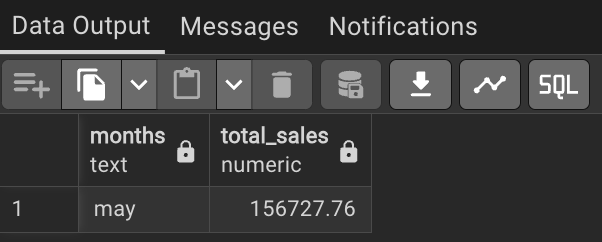 Data Output Messages Notifications
SQL
months total_sales
text numeric
1 may 156727.76